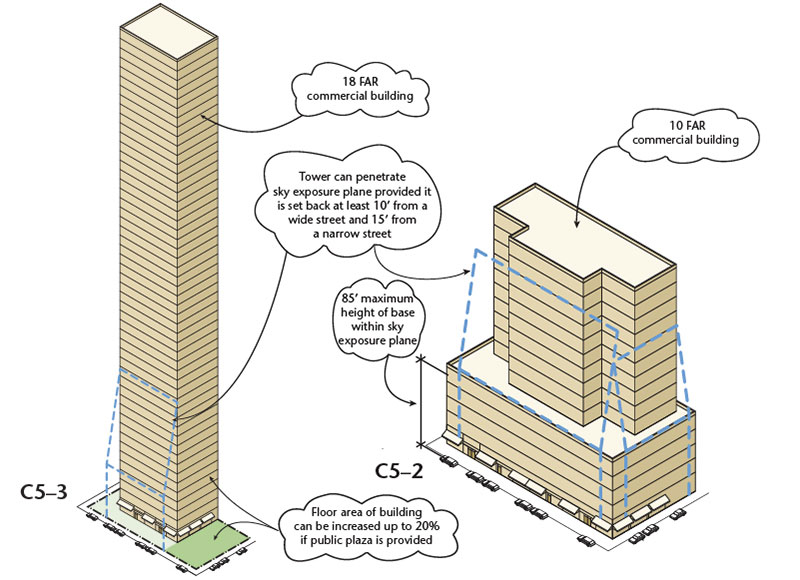 18 FAR
commercial building
10 FAR
commercial building
Tower can penetrate
sky exposure plane provided it
is set back at least 10′ from a
wide street and 15′ from
a narrow street
85′ maximum
height of base
within sky
exposure plane
C5–2
C5–3
Floor area of building
can be increased up to 20%
if public plaza is provided